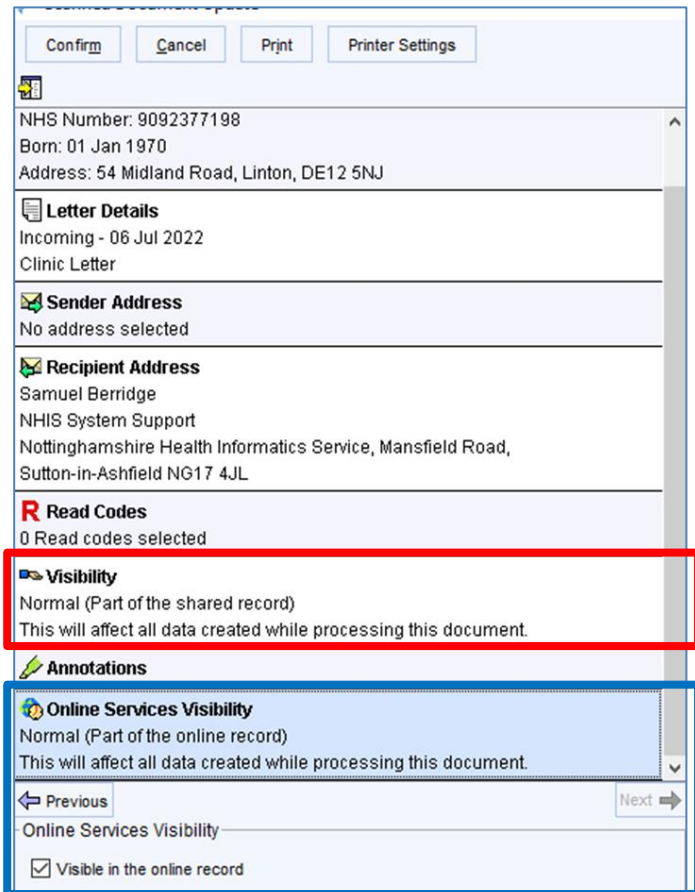 Scanned Document Update
Confirm Cancel Print Printer Settings
NHS Number: 9092377198
Born: 01 Jan 1970
Address: 54 Midland Road, Linton, DE12 5NJ
Letter Details
Incoming - 06 Jul 2022
Clinic Letter
Sender Address
No address selected
Recipient Address
Samuel Berridge
NHIS System Support
Nottinghamshire Health Informatics Service, Mansfield Road,
Sutton-in-Ashfield NG17 4JL
R Read Codes
0 Read codes selected
Visibility
Normal (Part of the shared record)
This will affect all data created while processing this document.
Annotations
Online Services Visibility
Normal (Part of the online record)
This will affect all data created while processing this document.
Previous Next
Online Services Visibility
Visible in the online record